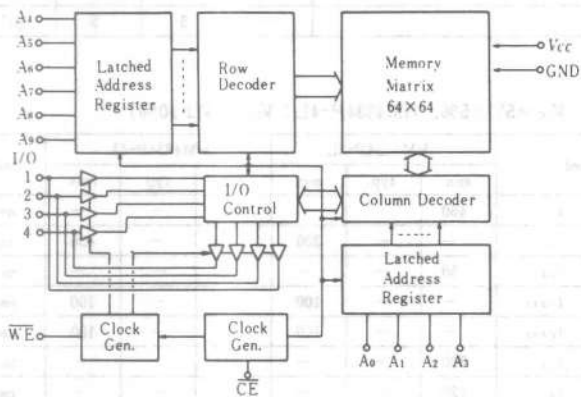 A4
A5
A6
A7
A8
A9
Latched
Address
Register
Row
Decoder
Memory
Matrix
64×64
Vcc
GND
I/O
1
2
3
4
I/O
Control
Column Decoder
Latched
Address
Register
WE
Clock
Gen.
Clock
Gen.
CE
A0
A1
A2
A3